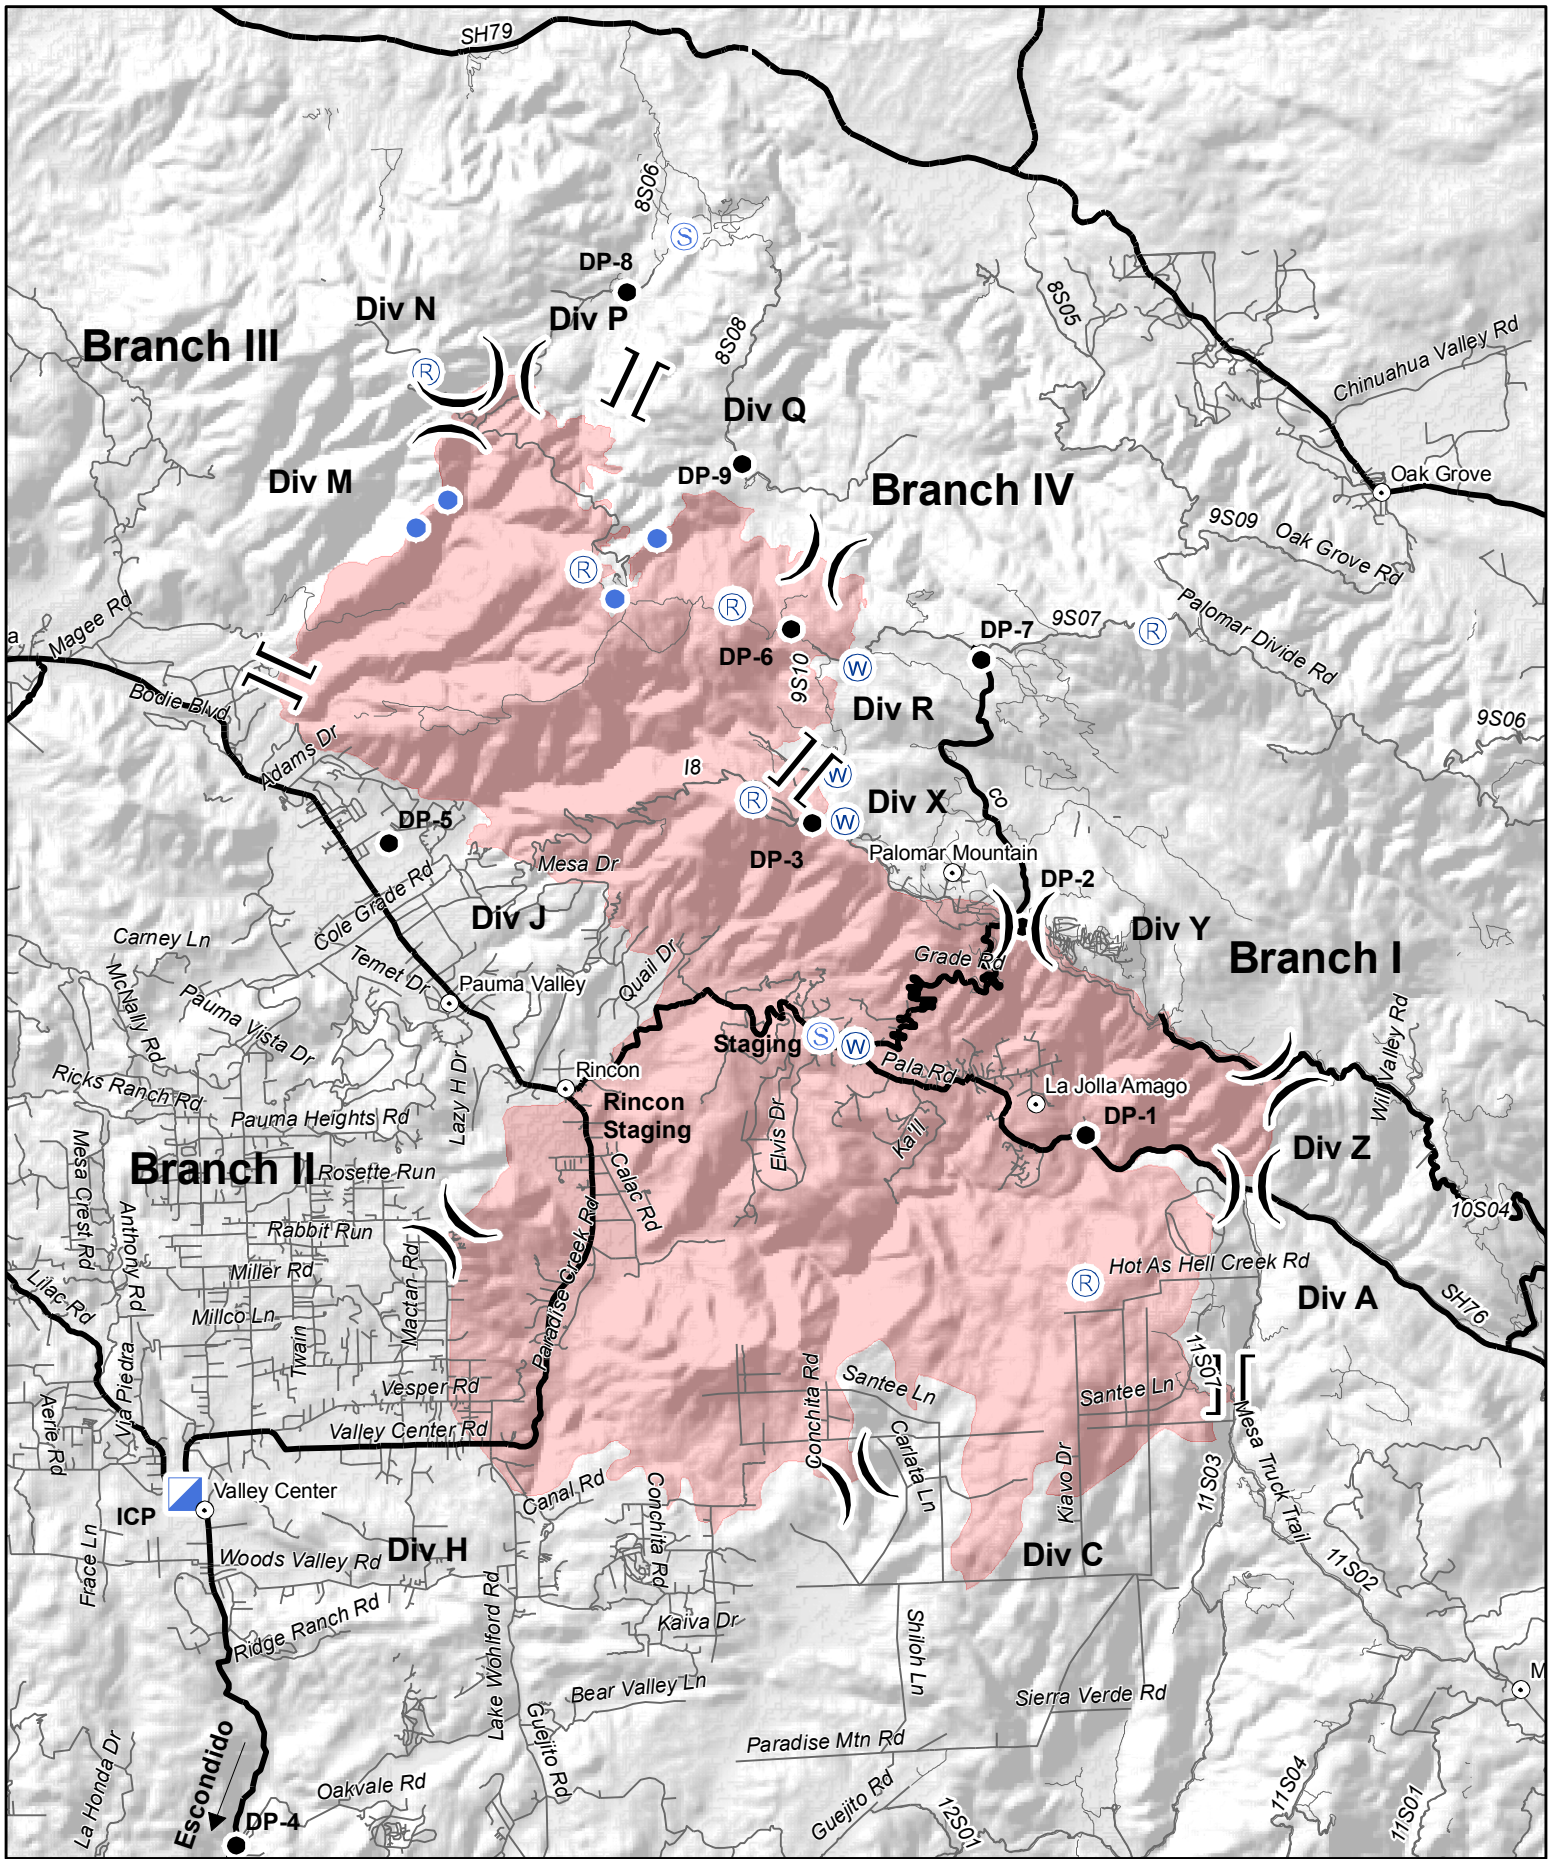 SH79
8S06
S
DP-8
Div N
Div P
8S05
Branch III
8S08
Chinuahua Valley Rd
R
Div Q
DP-9
Oak Grove
Div M
Branch IV
9S09
Oak Grove Rd
R
R
Palomar Divide Rd
Magee Rd
a
9S07
R
DP-7
DP-6
W
9S10
Bodie Blvd
Div R
9S06
Adams Dr
I8
W
R
Div X
co
W
DP-5
DP-3
Palomar Mountain
Mesa Dr
DP-2
Cole Grade Rd
Div J
Div Y
Carney Ln
Grade Rd
Branch I
Temet Dr
Quail Dr
McNally Rd
Pauma Valley
Pauma Vista Dr
Will Valley Rd
Staging
S
W
Pala Rd
Rincon
Ricks Ranch Rd
Lazy H Dr
La Jolla Amago
Rincon
Staging
Pauma Heights Rd
DP-1
Elvis Dr
Ka'lil
Mesa Crest Rd
Branch II
Rosette Run
Calac Rd
Div Z
Anthony Rd
Rabbit Run
10S04
Miller Rd
Mactan Rd
Paradise Creek Rd
R
Hot As Hell Creek Rd
Lilac Rd
Millco Ln
Div A
SH76
Twain
Via Piedra
Vesper Rd
Conchita Rd
Santee Ln
Santee Ln
11S07
Aerie Rd
Valley Center Rd
Carlata Ln
Mesa Truck Trail
Kiavo Dr
11S03
Valley Center
Canal Rd
Conchita Rd
ICP
Frace Ln
Woods Valley Rd
Div H
Div C
11S02
Lake Wohlford Rd
Ridge Ranch Rd
Kaiva Dr
Shiloh Ln
M
Bear Valley Ln
Sierra Verde Rd
Guejito Rd
Paradise Mtn Rd
La Honda Dr
Escondido
Oakvale Rd
Guejito Rd
11S04
11S01
12S01
DP-4